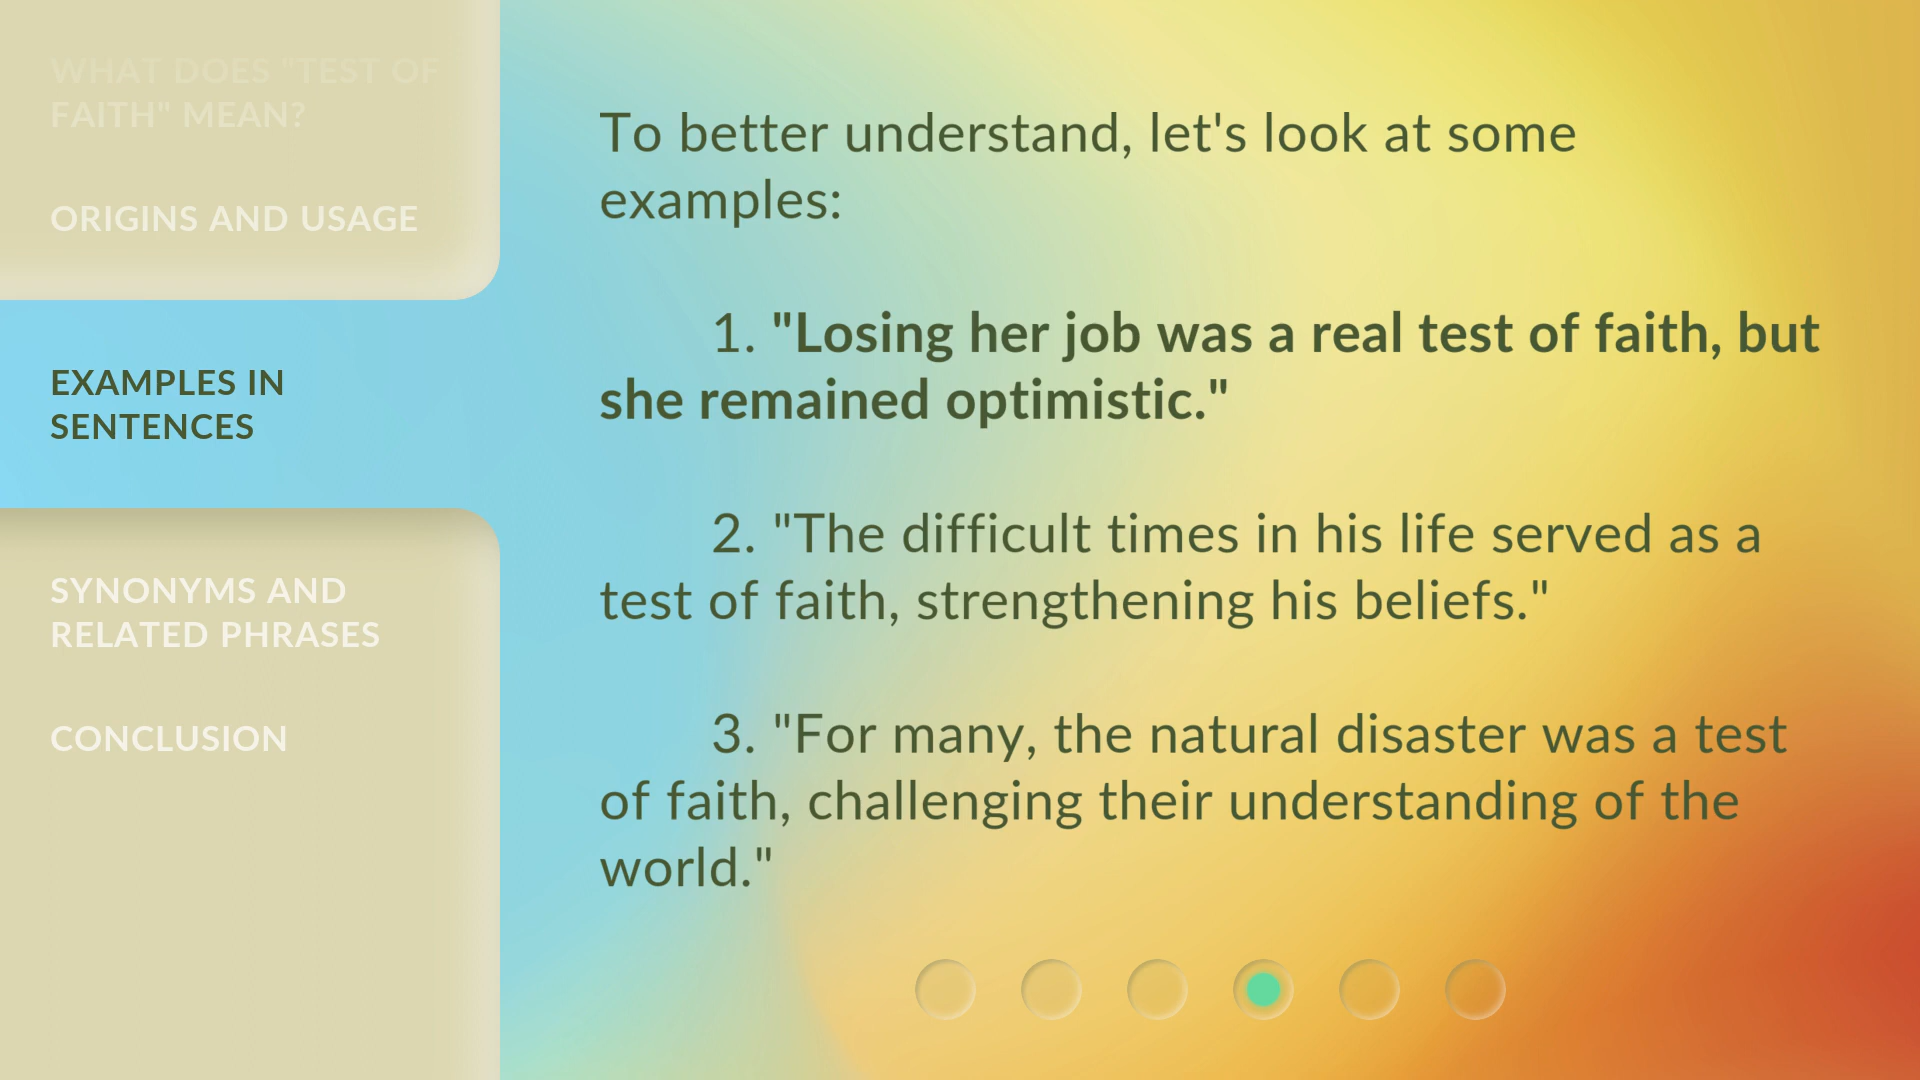 WHAT DOES "TEST OF
FAITH" MEAN?
ORIGINS AND USAGE
EXAMPLES IN
SENTENCES
SYNONYMS AND
RELATED PHRASES
CONCLUSION
To better understand, let's look at some
examples:
1. "Losing her job was a real test of faith, but
she remained optimistic."
2. "The difficult times in his life served as a
test of faith, strengthening his beliefs."
3. "For many, the natural disaster was a test
of faith, challenging their understanding of the
world."